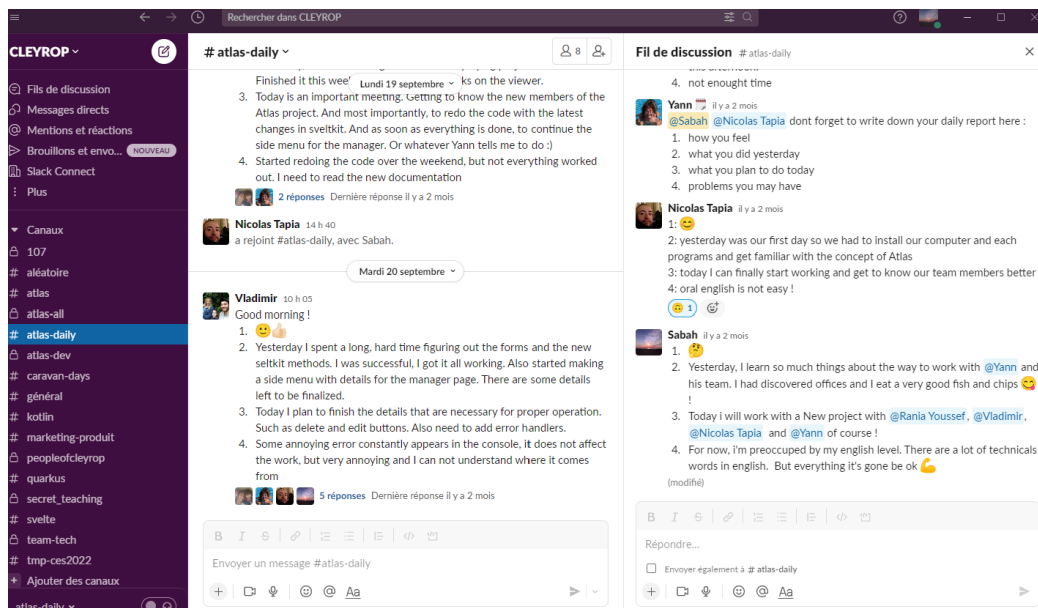 Rechercher dans CLEYROP
CLEYROP
Fils de discussion
Messages directs
Mentions et réactions
Brouillons et envo... NOUVEAU
Slack Connect
Plus
Canaux
107
# aléatoire
# atlas
atlas-all
# atlas-daily
atlas-dev
# caravan-days
# général
# kotlin
# marketing-produit
peopleofcleyrop
# quarkus
secret_teaching
# svelte
team-tech
# tmp-ces2022
+ Ajouter des canaux
atlas-daily
# atlas-daily
8
Lundi 19 septembre
Finished it this
ks on the viewer.
3. Today is an important meeting. Getting to know the new members of the
Atlas project. And most importantly, to redo the code with the latest
changes in sveltkit. And as soon as everything is done, to continue the
side menu for the manager. Or whatever Yann tells me to do :)
4. Started redoing the code over the weekend, but not everything worked
out. I need to read the new documentation
2 réponses Dernière réponse il y a 2 mois
Nicolas Tapia 14 h 40
a rejoint #atlas-daily, avec Sabah.
Mardi 20 septembre
Vladimir 10 h 05
Good morning !
1. 🙂👍🏻
2. Yesterday I spent a long, hard time figuring out the forms and the new
seltkit methods. I was successful, I got it all working. Also started making
a side menu with details for the manager page. There are some details
left to be finalized.
3. Today I plan to finish the details that are necessary for proper operation.
Such as delete and edit buttons. Also need to add error handlers.
4. Some annoying error constantly appears in the console, it does not affect
the work, but very annoying and I can not understand where it comes
from
5 réponses Dernière réponse il y a 2 mois
B I S
Envoyer un message #atlas-daily
+ @ Aa
Fil de discussion # atlas-daily
4. not enought time
Yann il y a 2 mois
@Sabah @Nicolas Tapia dont forget to write down your daily report here :
1. how you feel
2. what you did yesterday
3. what you plan to do today
4. problems you may have
Nicolas Tapia il y a 2 mois
1: 😊
2: yesterday was our first day so we had to install our computer and each
programs and get familiar with the concept of Atlas
3: today I can finally start working and get to know our team members better
4: oral english is not easy !
🙃 1
Sabah il y a 2 mois
1. 🤔
2. Yesterday, I learn so much things about the way to work with @Yann and
his team. I had discovered offices and I eat a very good fish and chips 😋
!
3. Today i will work with a New project with @Rania Youssef, @Vladimir,
@Nicolas Tapia and @Yann of course !
4. For now, i'm preoccuped by my english level. There are a lot of technicals
words in english. But everything it's gone be ok 💪
(modifié)
B I S
Répondre...
Envoyer également à # atlas-daily
+ @ Aa